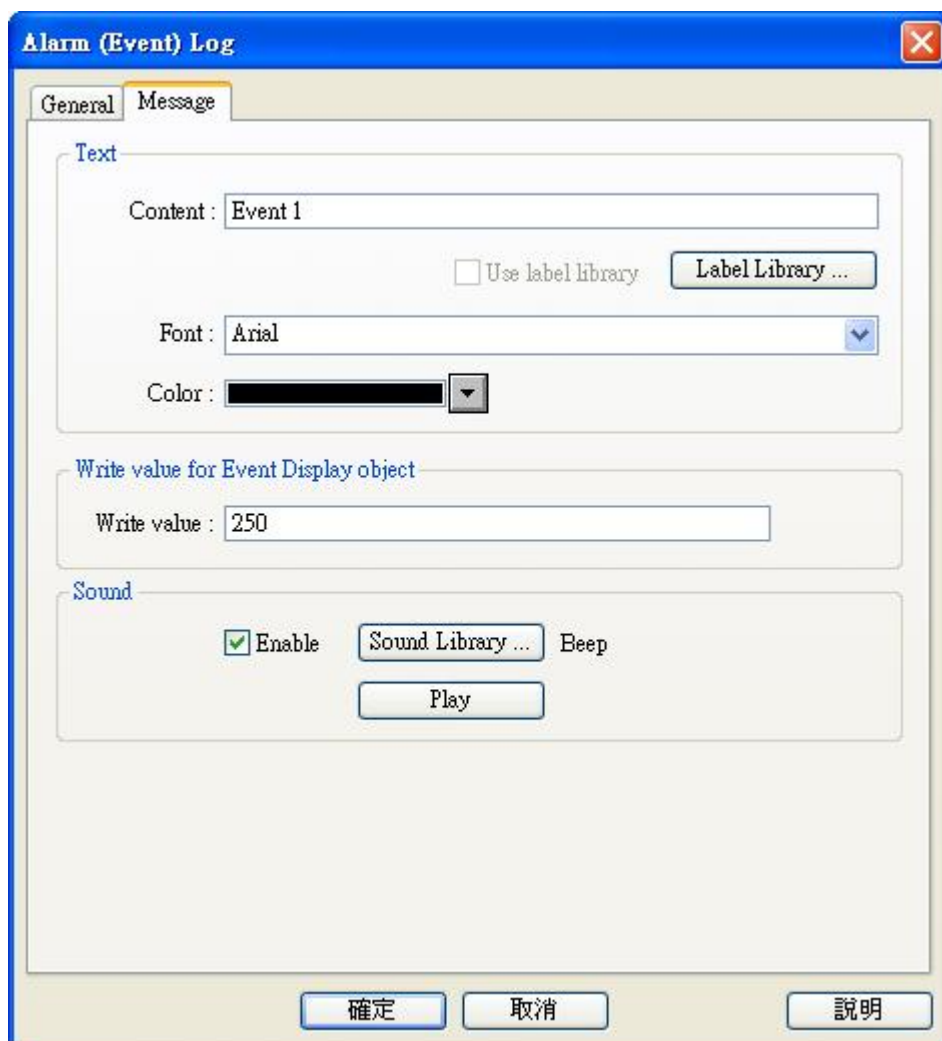 Alarm (Event) Log
General Message
Text
Content : Event 1
Use label library Label Library ...
Font : Arial
Color :
Write value for Event Display object
Write value : 250
Sound
Enable Sound Library ... Beep
Play
確定 取消 說明